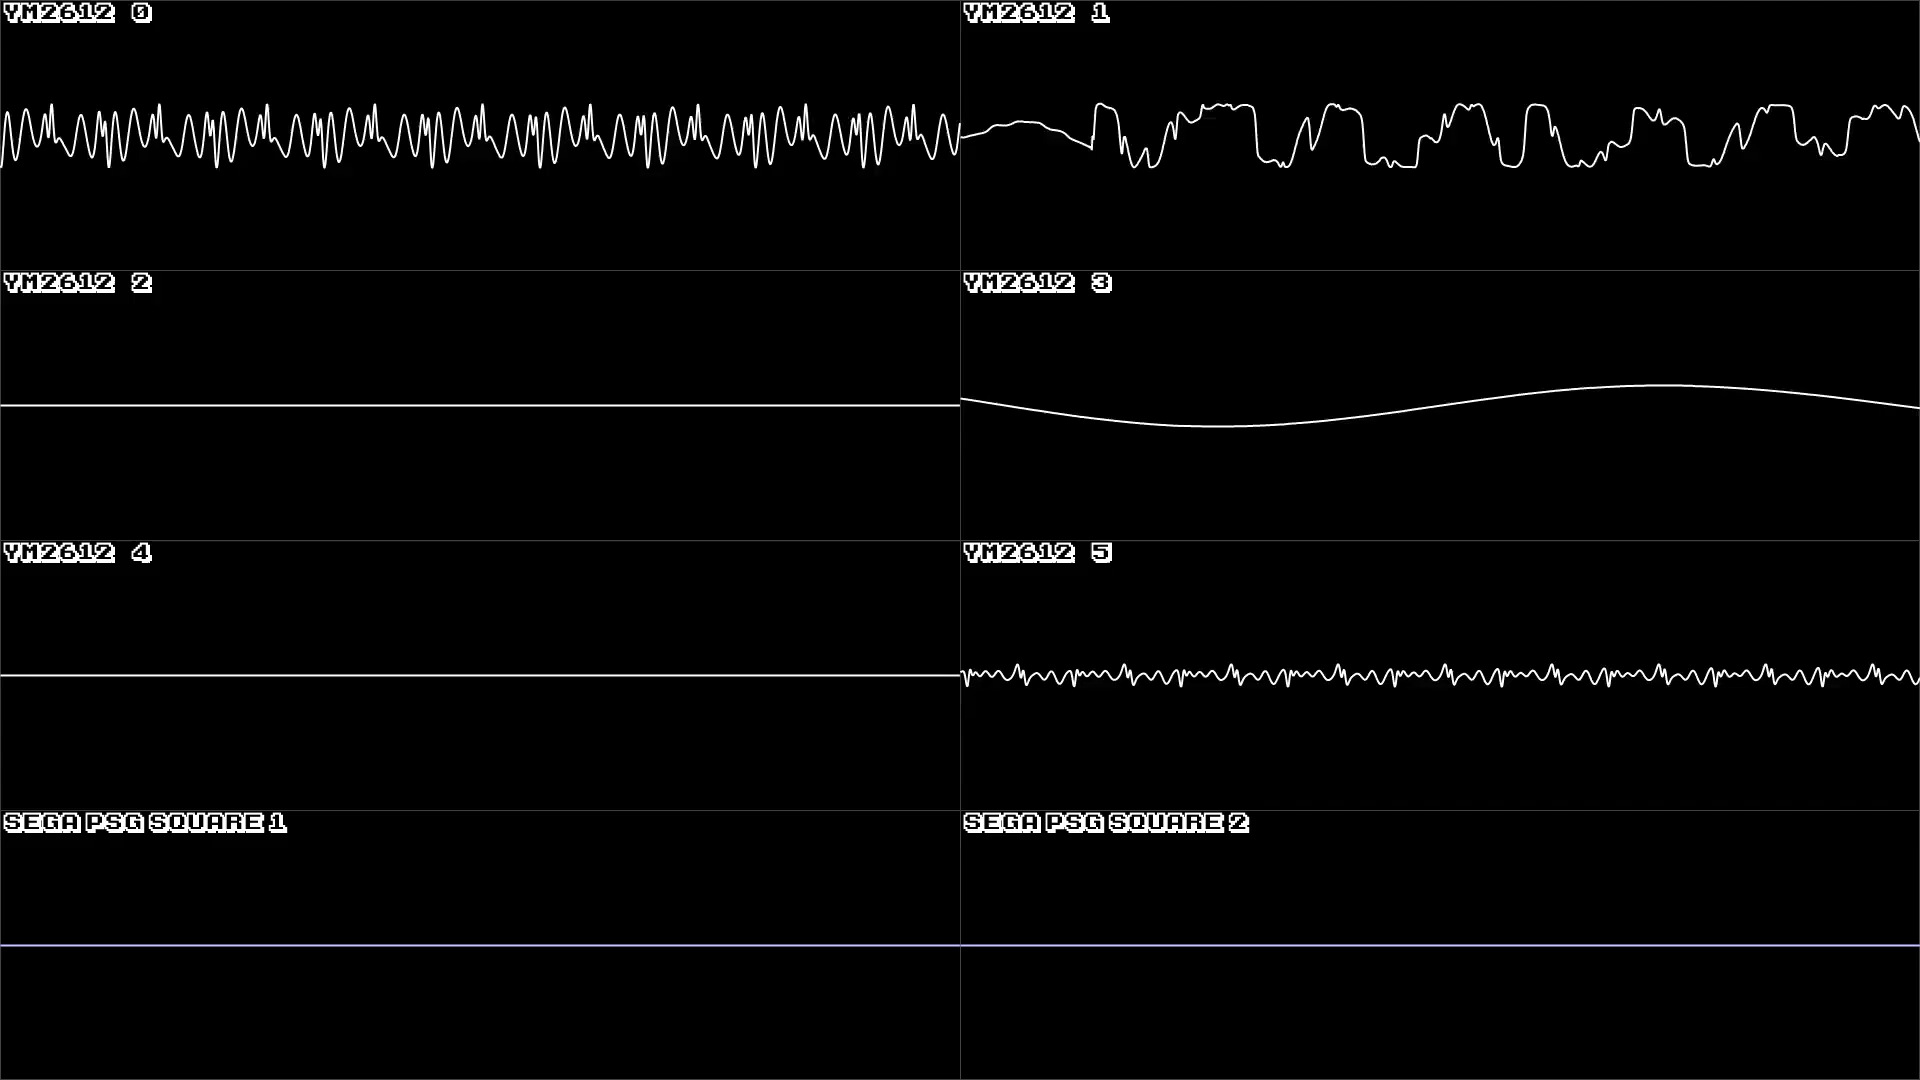 YM2612 0
YM2612 1
YM2612 2
YM2612 3
YM2612 4
YM2612 5
SEGA PSG SQUARE 1
SEGA PSG SQUARE 2